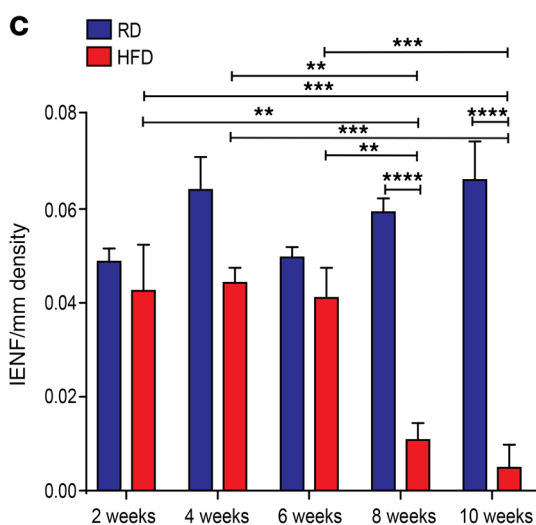 c
RD
HFD
***
**
***
**
****
***
**
****
0.08
0.06
0.04
0.02
0.00
IENF/mm density
2 weeks 4 weeks 6 weeks 8 weeks 10 weeks